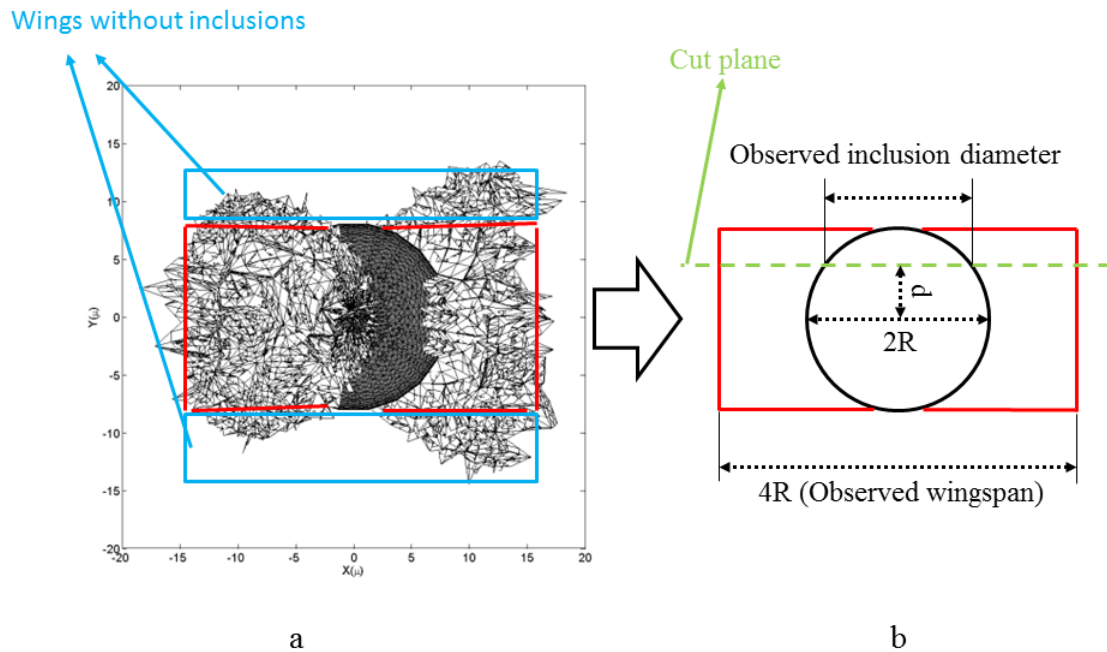 Wings without inclusions
Cut plane
20
15
10
5
0
-5
-10
-15
-20
-20
-15
-10
-5
0
5
10
15
20
Y(μ)
X(μ)
Observed inclusion diameter
d
2R
4R (Observed wingspan)
a
b